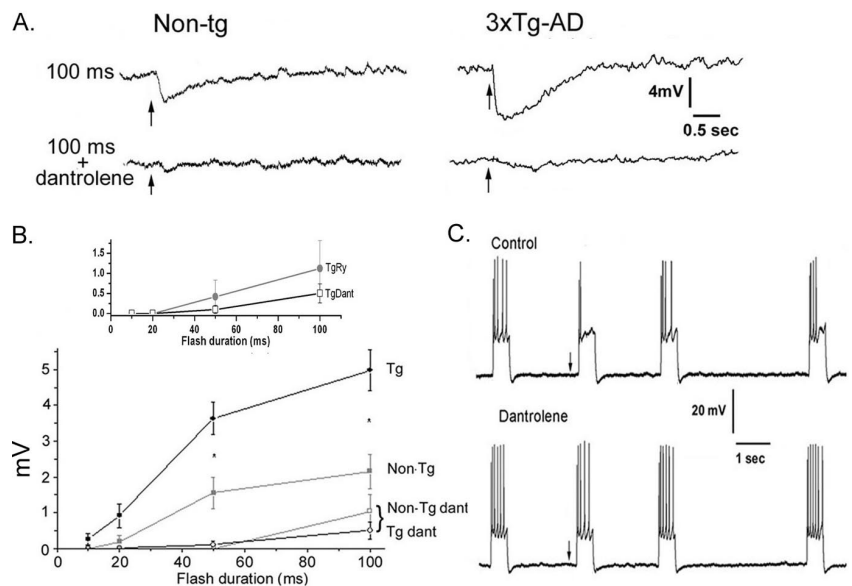 A.
Non-tg
3xTg-AD
100 ms
4mV
0.5 sec
100 ms
+
dantrolene
B.
1.5
1.0
0.5
0.0
TgRy
TgDant
0 20 40 60 80 100
Flash duration (ms)
5
4
3
2
1
0
mV
Tg
*
*
Non-Tg
Non-Tg dant
}
Tg dant
20 40 60 80 100
Flash duration (ms)
C.
Control
20 mV
1 sec
Dantrolene